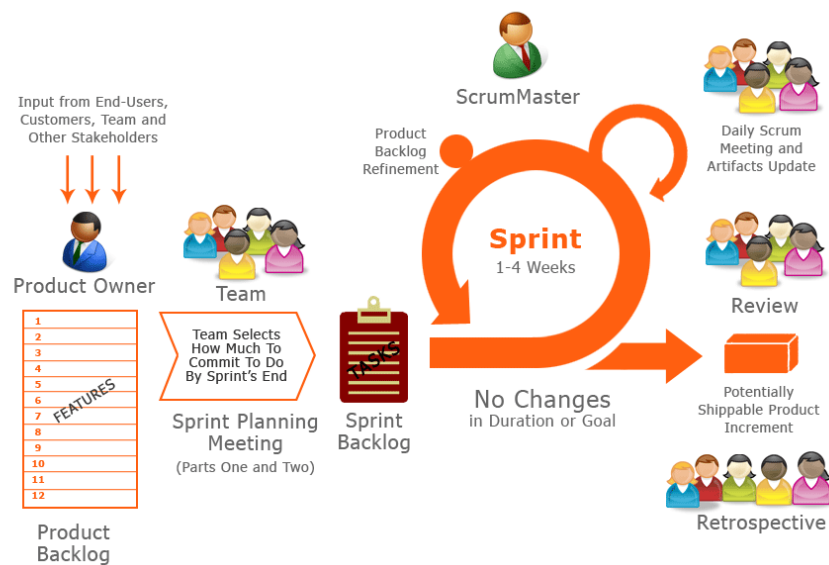 Input from End-Users,
Customers, Team and
Other Stakeholders
Product Owner
1
2
3
4
5
6
7
8
9
10
11
12
FEATURES
Product
Backlog
Team
Team Selects
How Much To
Commit To Do
By Sprint's End
Sprint Planning
Meeting
(Parts One and Two)
TASKS
Sprint
Backlog
ScrumMaster
Product
Backlog
Refinement
Sprint
1-4 Weeks
No Changes
in Duration or Goal
Daily Scrum
Meeting and
Artifacts Update
Review
Potentially
Shippable Product
Increment
Retrospective